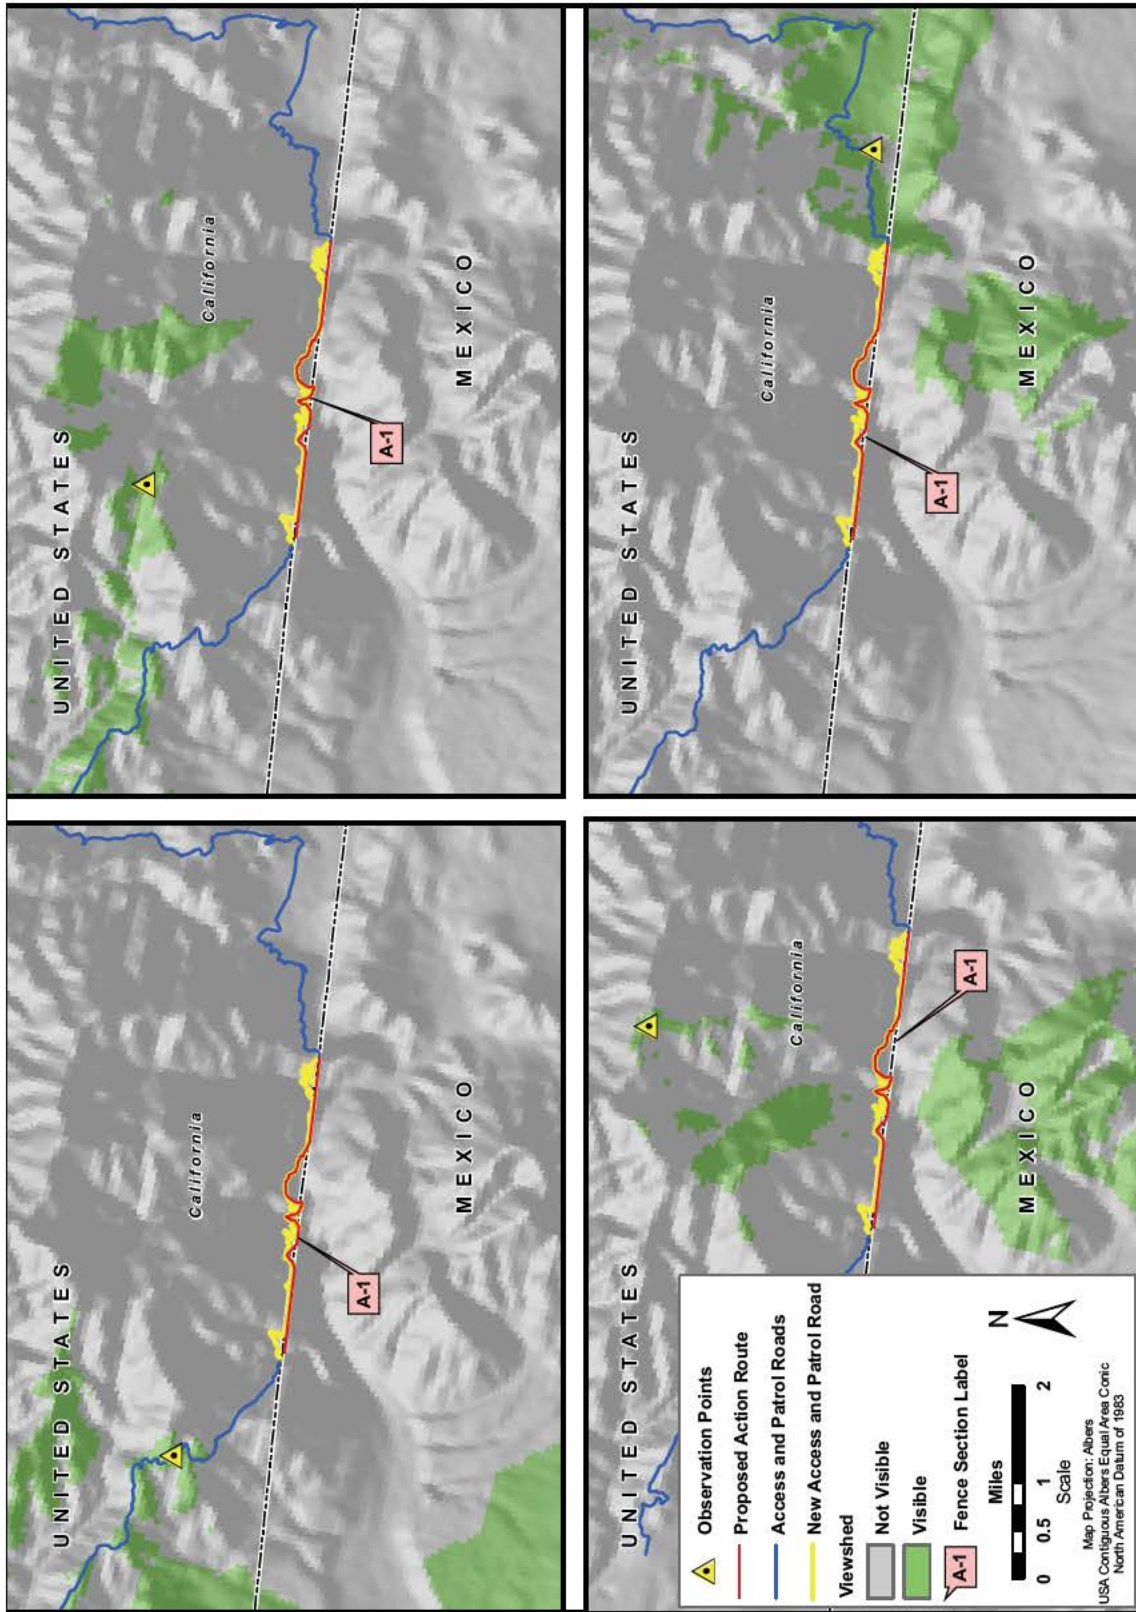 UNITED STATES
California
A-1
MEXICO
UNITED STATES
California
A-1
MEXICO
UNITED STATES
California
A-1
MEXICO
Observation Points
Proposed Action Route
Access and Patrol Roads
New Access and Patrol Road
Viewshed
Not Visible
Visible
A-1 Fence Section Label
Miles
0 0.5 1 2
Scale
N
Map Projection: Albers
USA Contiguous Albers Equal Area Conic
North American Datum of 1983
UNITED STATES
California
A-1
MEXICO